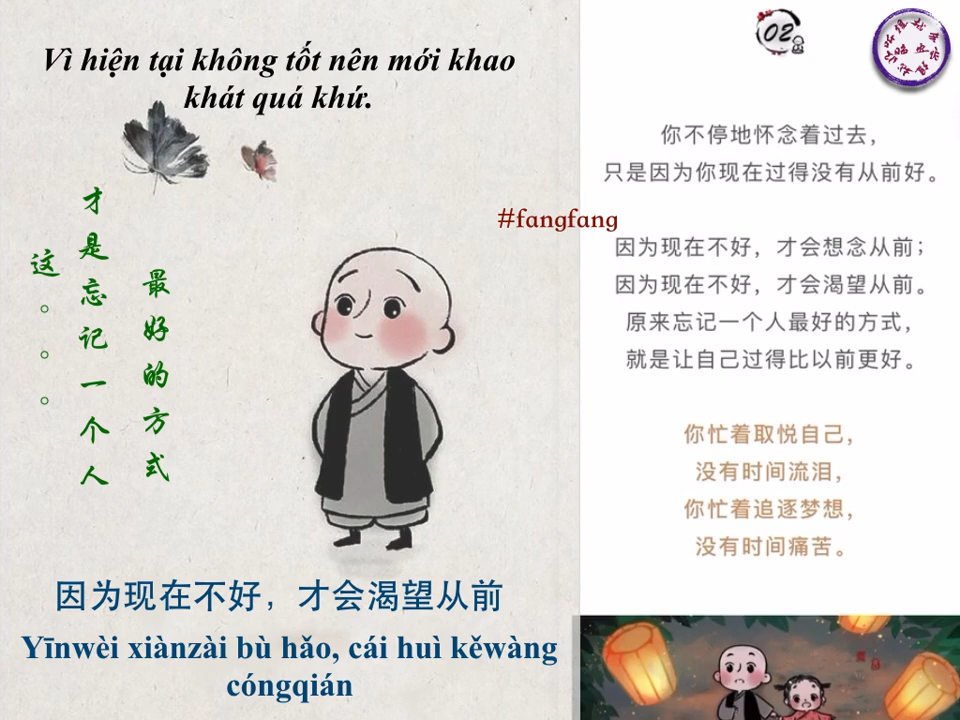 Vì hiện tại không tốt nên mới khao
khát quá khứ.
这。。。
才是忘记一个人
最好的方式
#fangfang
因为现在不好，才会渴望从前
Yīnwèi xiànzài bù hǎo, cái huì kěwàng
cóngqián
02
你不停地怀念着过去，
只是因为你现在过得没有从前好。
因为现在不好，才会想念从前；
因为现在不好，才会渴望从前。
原来忘记一个人最好的方式，
就是让自己过得比以前更好。
你忙着取悦自己，
没有时间流泪，
你忙着追逐梦想，
没有时间痛苦。